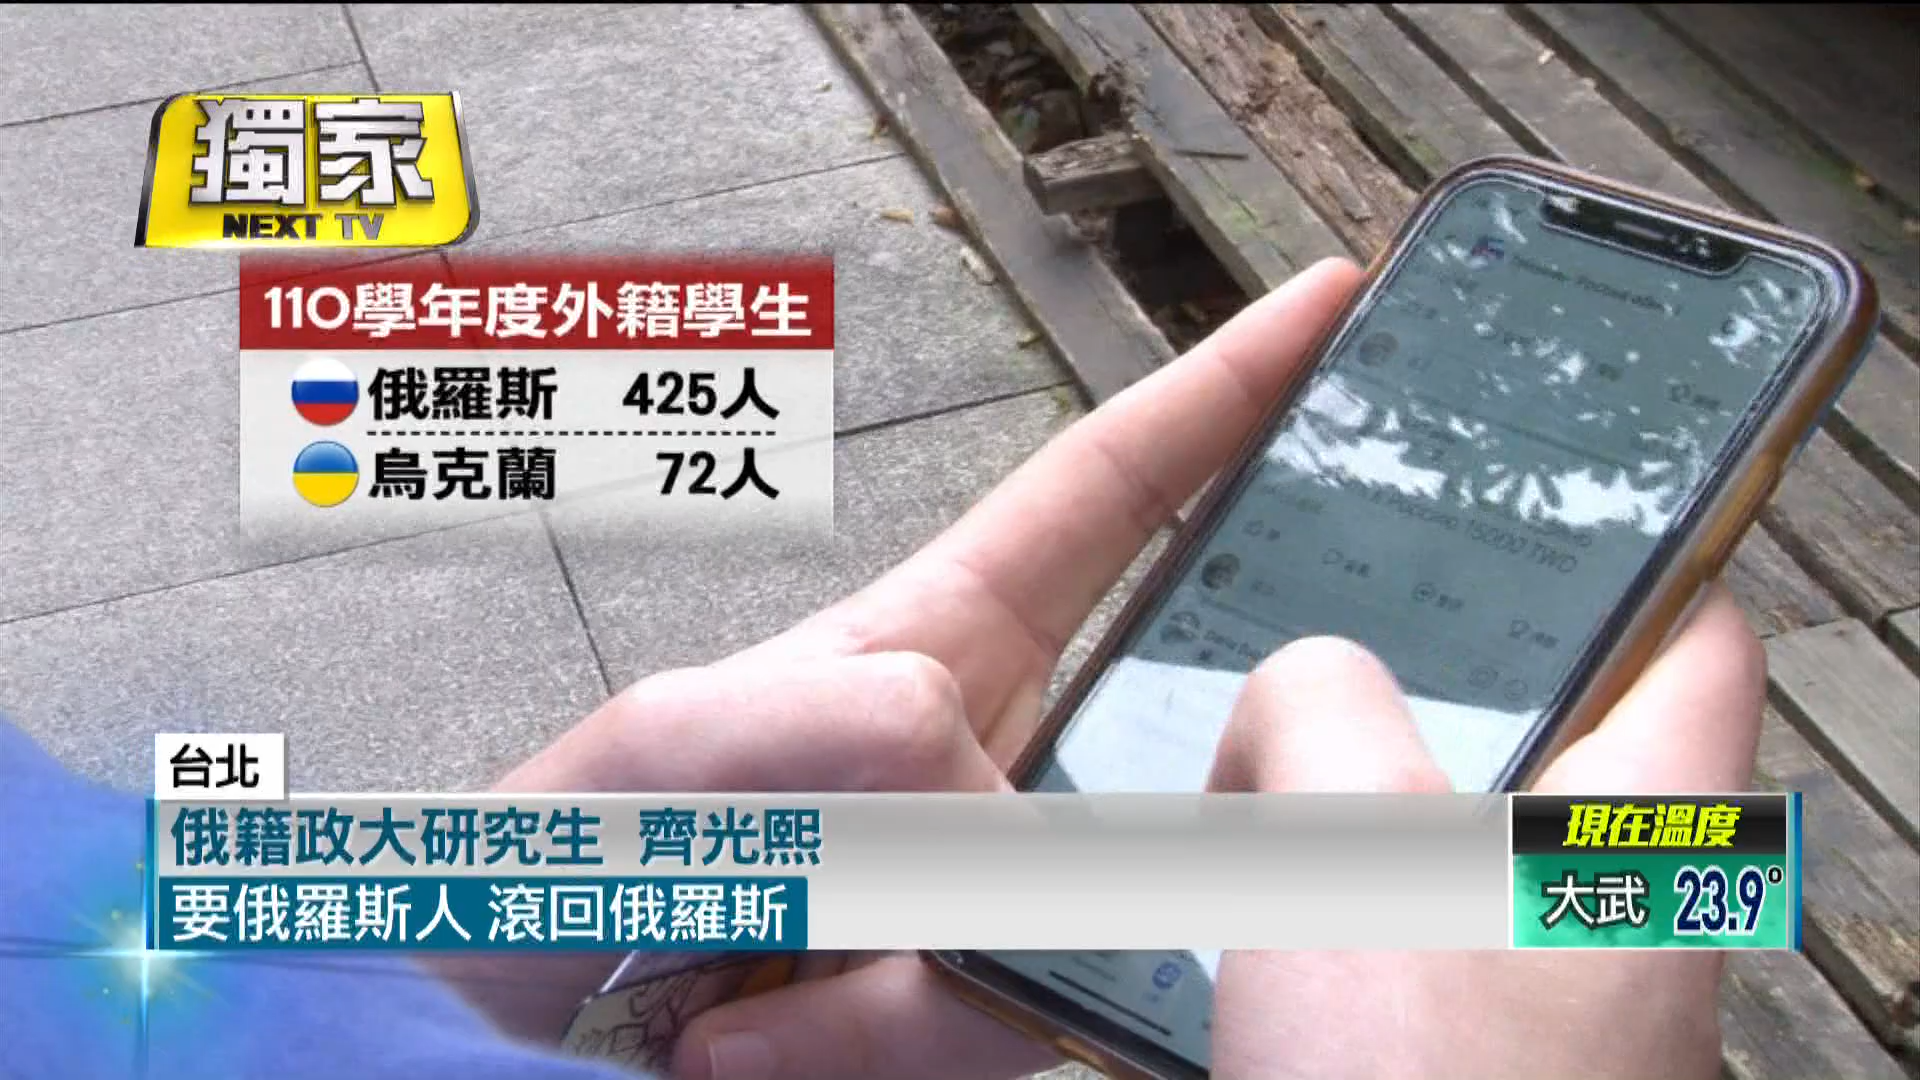 獨家
NEXT TV
110學年度外籍學生
俄羅斯 425人
烏克蘭 72人
15000 TWD
台北
俄籍政大研究生 齊光熙
要俄羅斯人 滾回俄羅斯
現在溫度
大武 23.9°